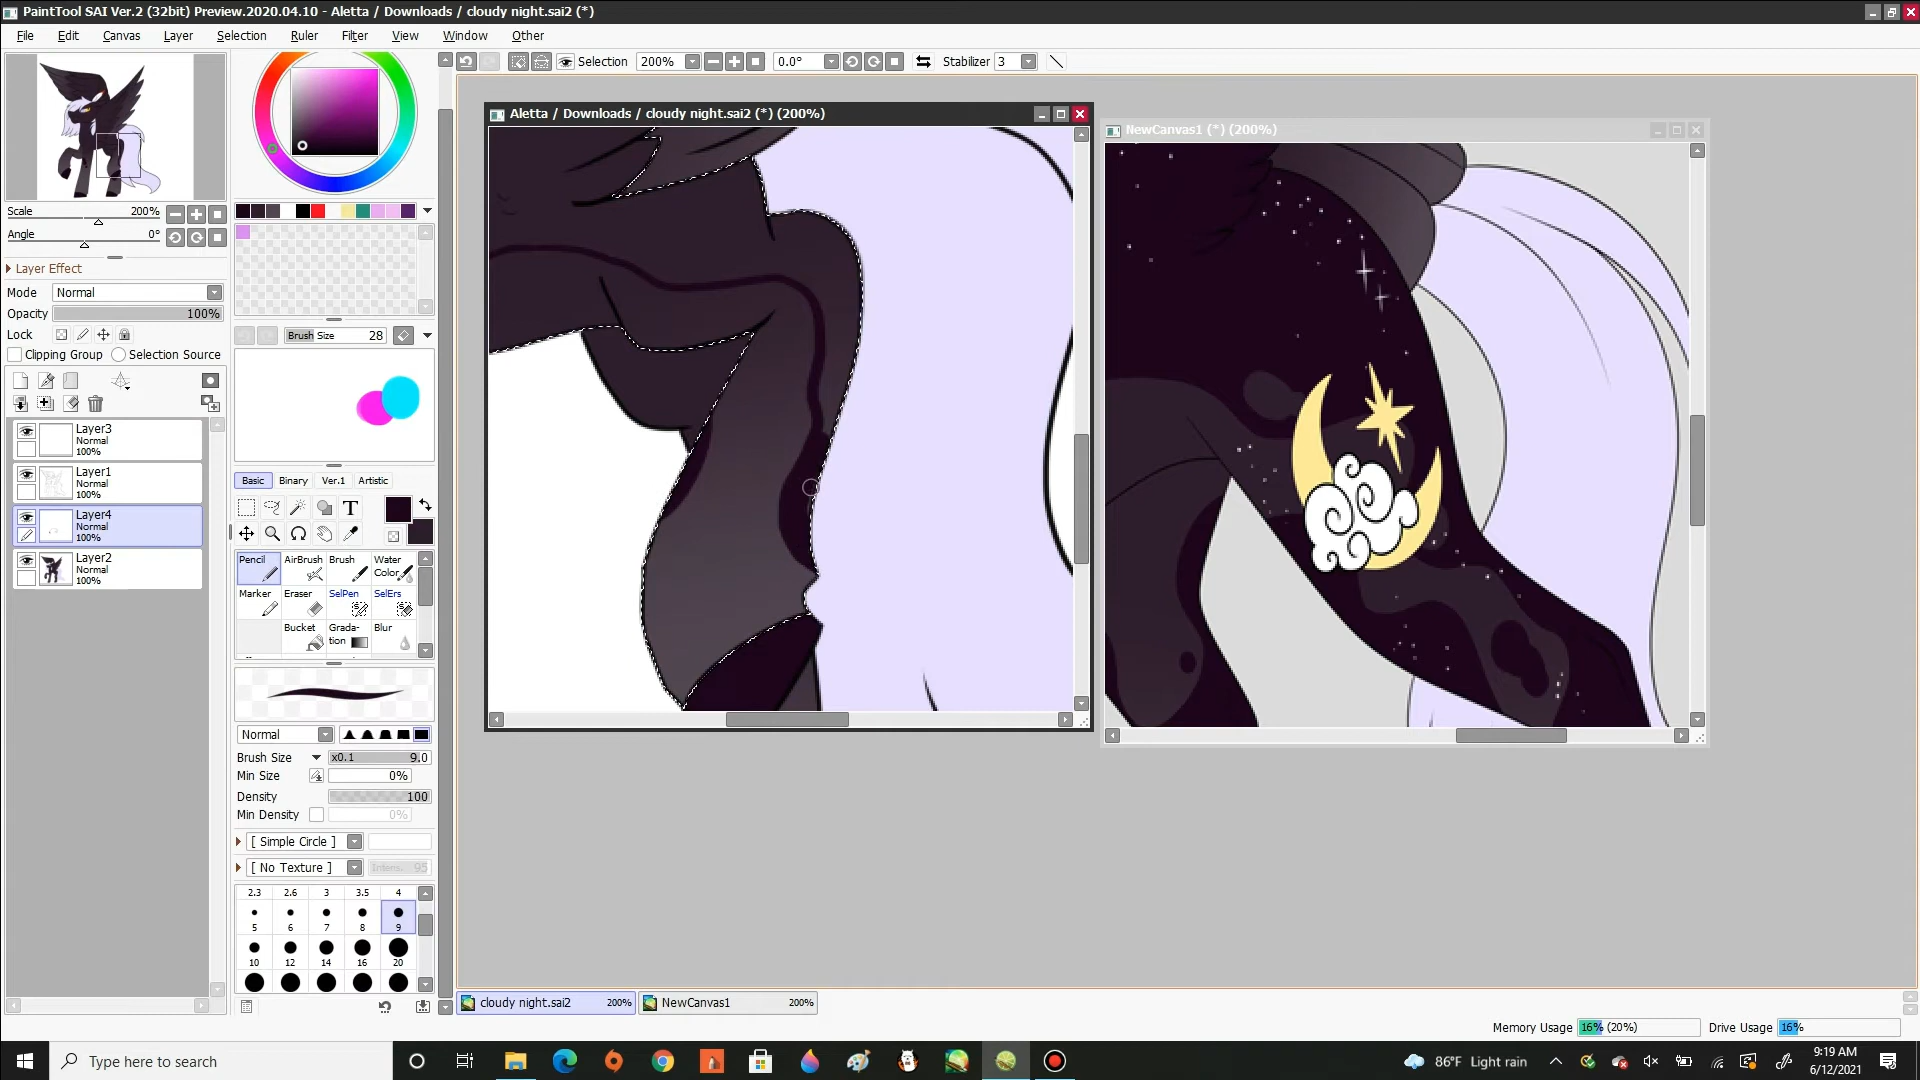 PaintTool SAI Ver.2 (32bit) Preview.2020.04.10 - Aletta / Downloads / cloudy night.sai2 (*)
File Edit Canvas Layer Selection Ruler Filter View Window Other
Selection 200% 0.0° Stabilizer 3
Aletta / Downloads / cloudy night.sai2 (*) (200%)
NewCanvas1 (*) (200%)
Scale 200%
Angle 0°
Layer Effect
Mode Normal
Opacity 100%
Lock
Clipping Group Selection Source
Layer3
Normal
100%
Layer1
Normal
100%
Layer4
Normal
100%
Layer2
Normal
100%
Brush Size 28
Basic Binary Ver.1 Artistic
T
Pencil AirBrush Brush Water Color
Marker Eraser SelPen SelErs
Bucket Grada-tion Blur
Normal
Brush Size x0.1 9.0
Min Size 0%
Density 100
Min Density 0%
[ Simple Circle ]
[ No Texture ] Intens. 95
2.3 2.6 3 3.5 4
5 6 7 8 9
10 12 14 16 20
cloudy night.sai2 200% NewCanvas1 200%
Memory Usage 16% (20%) Drive Usage 16%
Type here to search
86°F Light rain
9:19 AM
6/12/2021